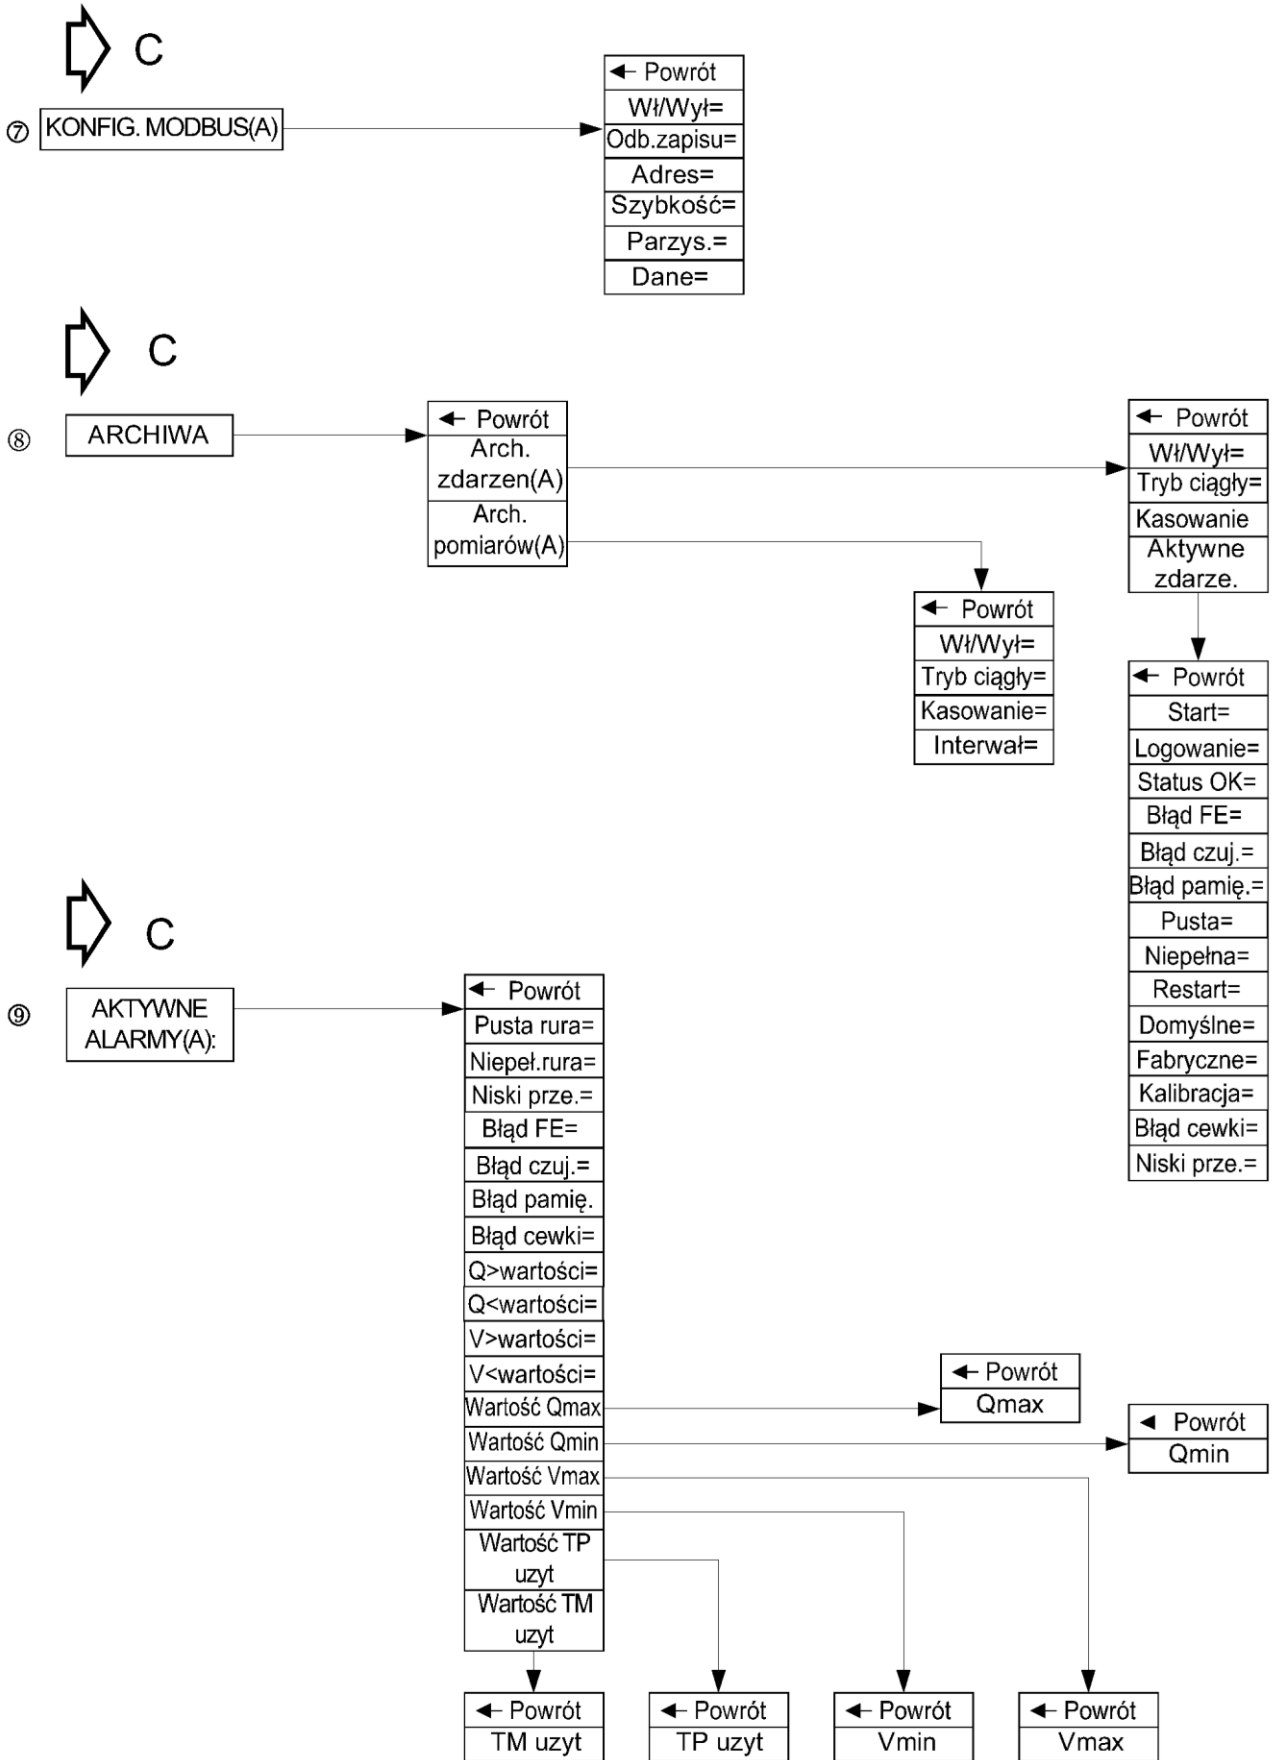 C
⑦ KONFIG. MODBUS(A)
← Powrót
Wł/Wył=
Odb.zapisu=
Adres=
Szybkość=
Parzys.=
Dane=
C
⑧ ARCHIWA
← Powrót
Arch.
zdarzen(A)
Arch.
pomiarów(A)
← Powrót
Wł/Wył=
Tryb ciągły=
Kasowanie
Aktywne
zdarze.
← Powrót
Wł/Wył=
Tryb ciągły=
Kasowanie=
Interwał=
← Powrót
Start=
Logowanie=
Status OK=
Błąd FE=
Błąd czuj.=
Błąd pamię.=
Pusta=
Niepełna=
Restart=
Domyślne=
Fabryczne=
Kalibracja=
Błąd cewki=
Niski prze.=
C
⑨ AKTYWNE
ALARMY(A):
← Powrót
Pusta rura=
Niepeł.rura=
Niski prze.=
Błąd FE=
Błąd czuj.=
Błąd pamię.
Błąd cewki=
Q>wartości=
Q<wartości=
V>wartości=
V<wartości=
Wartość Qmax
Wartość Qmin
Wartość Vmax
Wartość Vmin
Wartość TP
uzyt
Wartość TM
uzyt
← Powrót
Qmax
◄ Powrót
Qmin
← Powrót
TM uzyt
← Powrót
TP uzyt
← Powrót
Vmin
← Powrót
Vmax